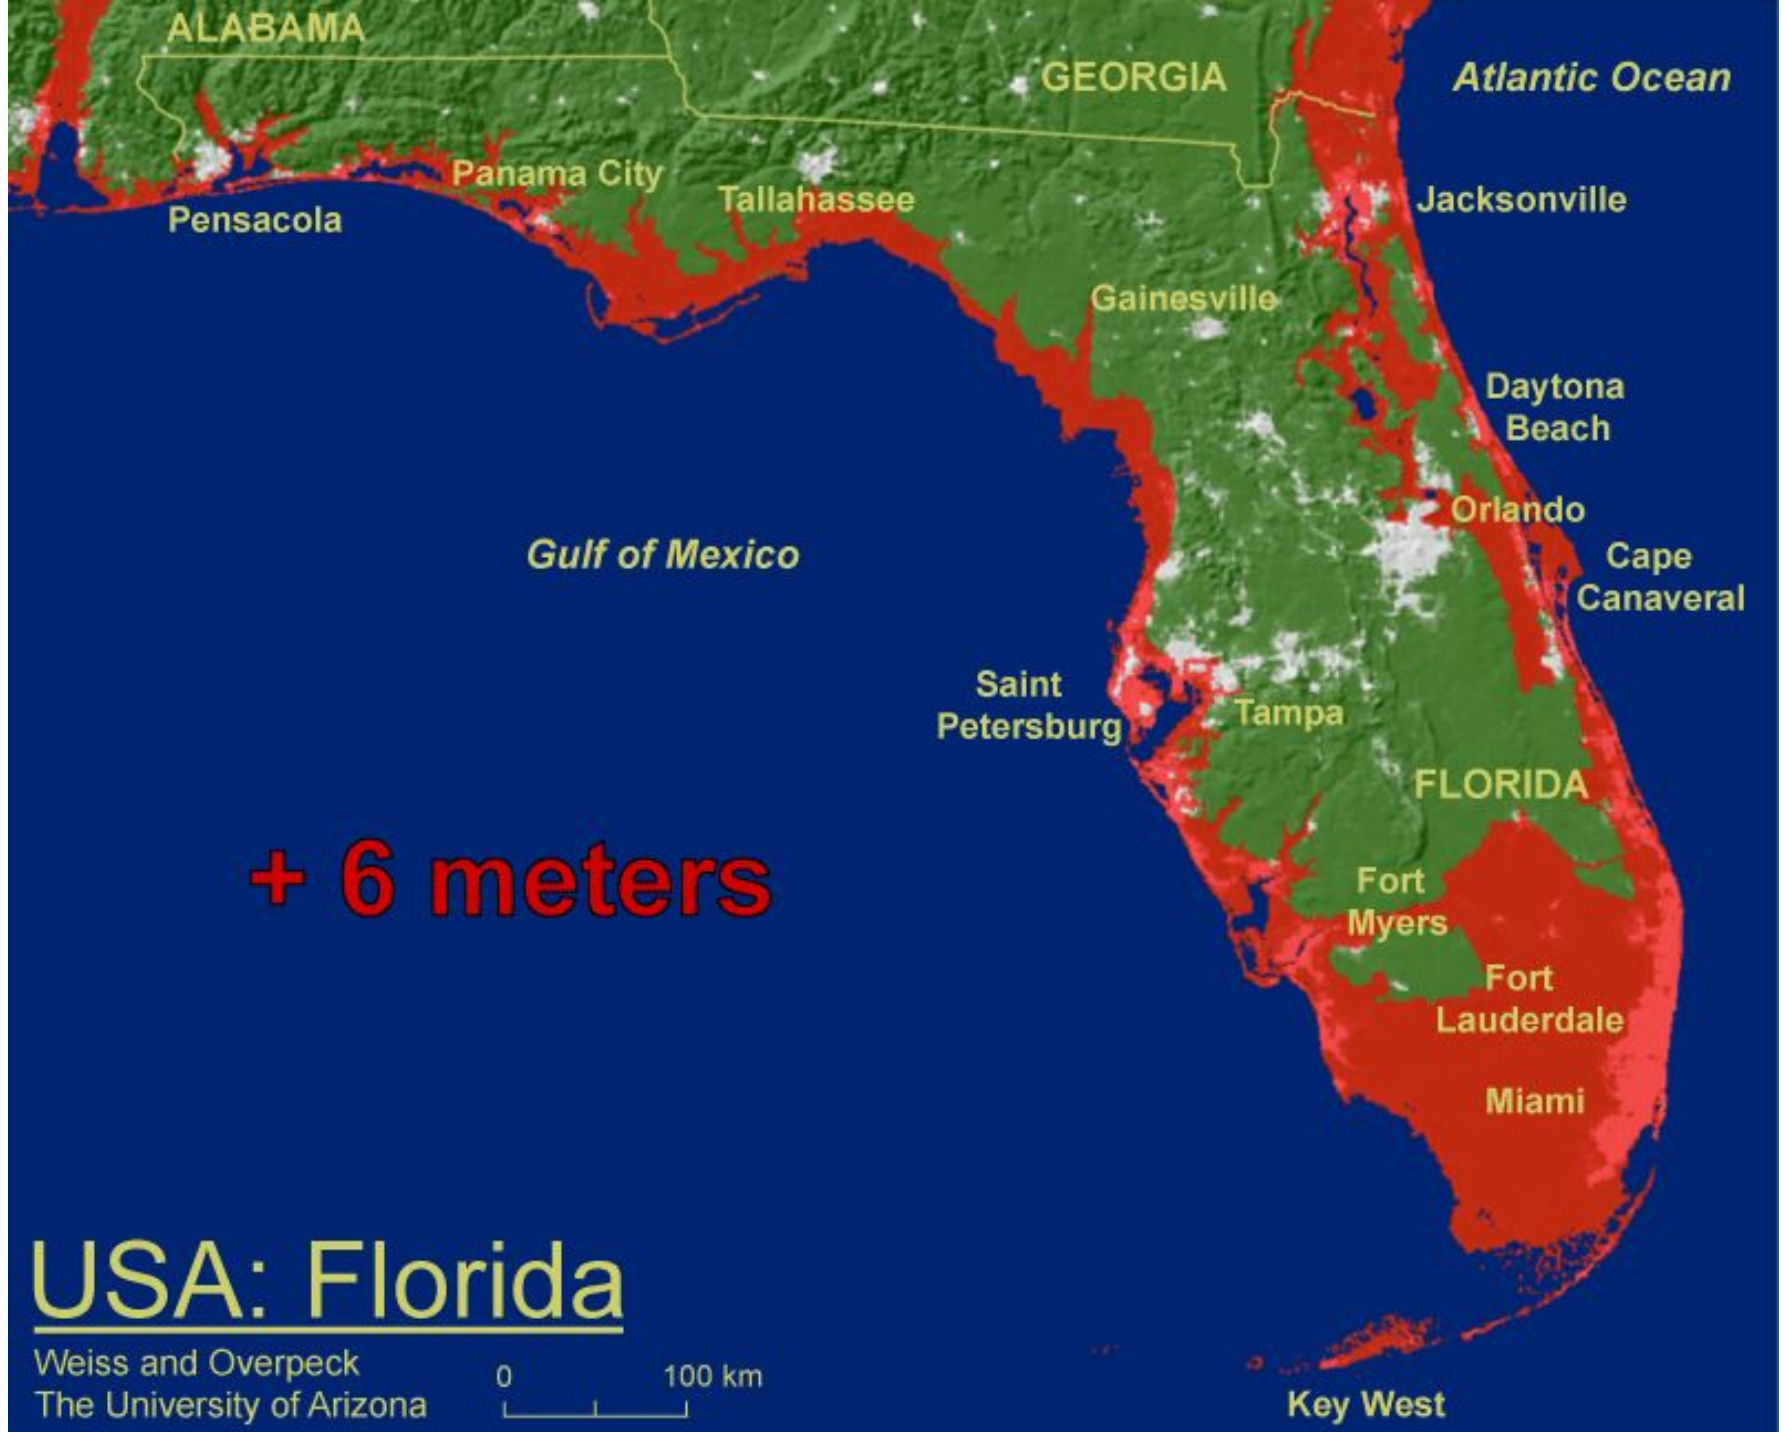 ALABAMA
GEORGIA
Atlantic Ocean
Panama City
Tallahassee
Jacksonville
Pensacola
Gainesville
Daytona
Beach
Orlando
Gulf of Mexico
Cape
Canaveral
Saint
Petersburg
Tampa
FLORIDA
+ 6 meters
Fort
Myers
Fort
Lauderdale
Miami
USA: Florida
Weiss and Overpeck
The University of Arizona
0 100 km
Key West